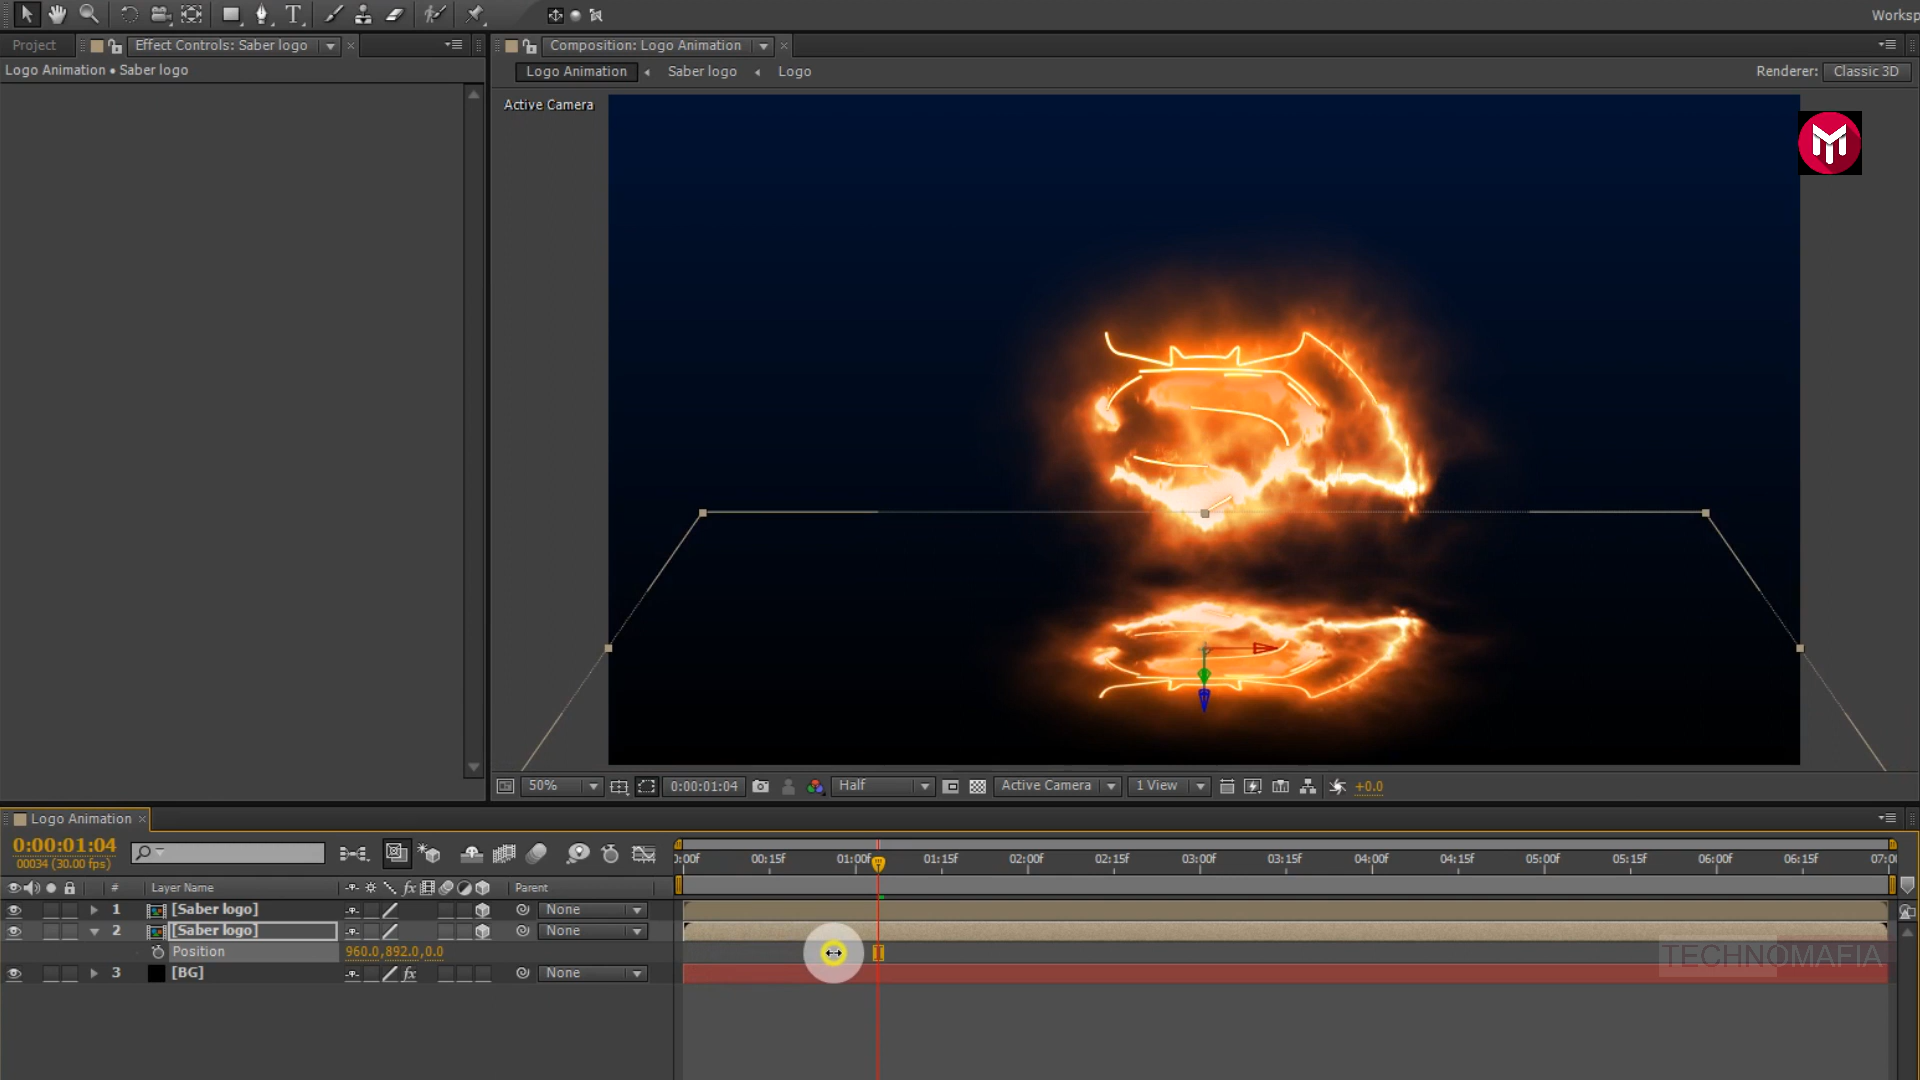 Worksp
Project
Effect Controls: Saber logo
Composition: Logo Animation
Logo Animation • Saber logo
Logo Animation
Saber logo
Logo
Renderer:
Classic 3D
Active Camera
50%
0:00:01:04
Half
Active Camera
1 View
+0.0
Logo Animation
0:00:01:04
00034 (30.00 fps)
0:00f
00:15f
01:00f
01:15f
02:00f
02:15f
03:00f
03:15f
04:00f
04:15f
05:00f
05:15f
06:00f
06:15f
07:00
#
Layer Name
fx
Parent
1
[Saber logo]
None
2
[Saber logo]
None
Position
960.0,892.0,0.0
TECHNOMAFIA
3
[BG]
fx
None